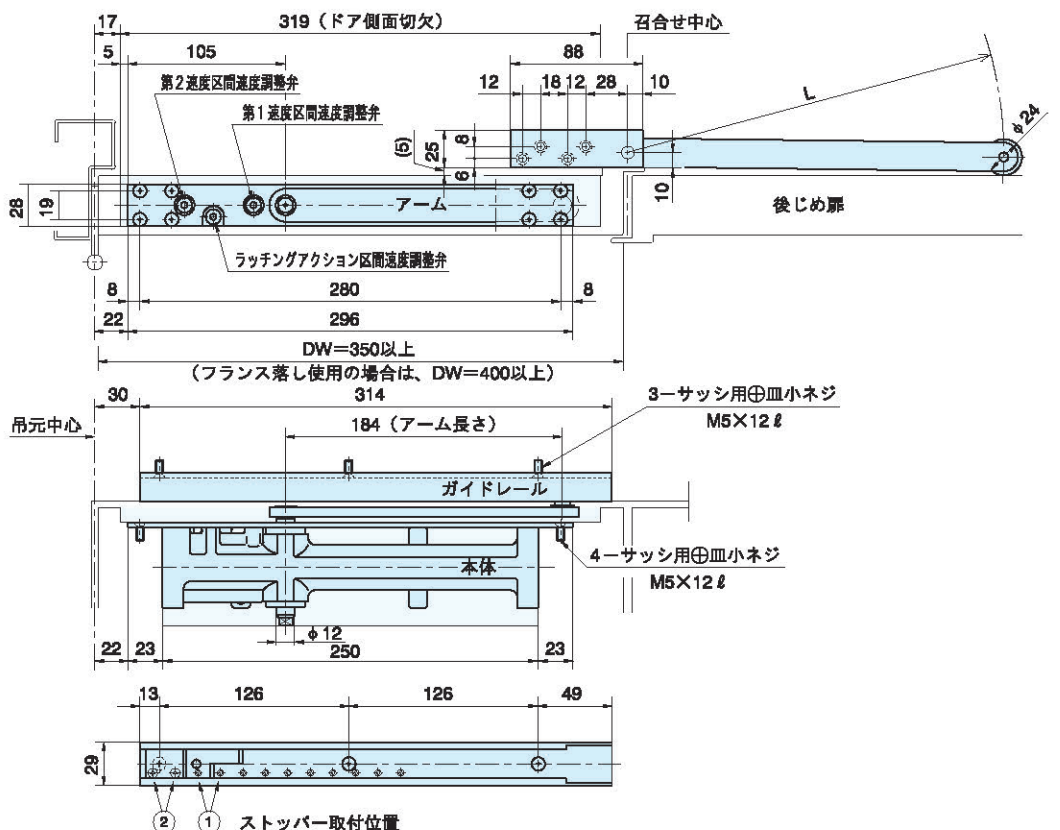 17
319（ドア側面切欠）
召合せ中心
5
105
88
第2速度区間速度調整弁
12
18
12
28
10
第1速度区間速度調整弁
L
φ24
(5)
25
8
6
10
28
19
アーム
後じめ扉
ラッチングアクション区間速度調整弁
8
280
8
22
296
DW＝350以上
（フランス落し使用の場合は、DW＝400以上）
30
314
3－サッシ用⊕皿小ネジ
M5×12ℓ
吊元中心
184（アーム長さ）
ガイドレール
本体
4－サッシ用⊕皿小ネジ
M5×12ℓ
φ12
22
23
250
23
13
126
126
49
29
② ① ストッパー取付位置